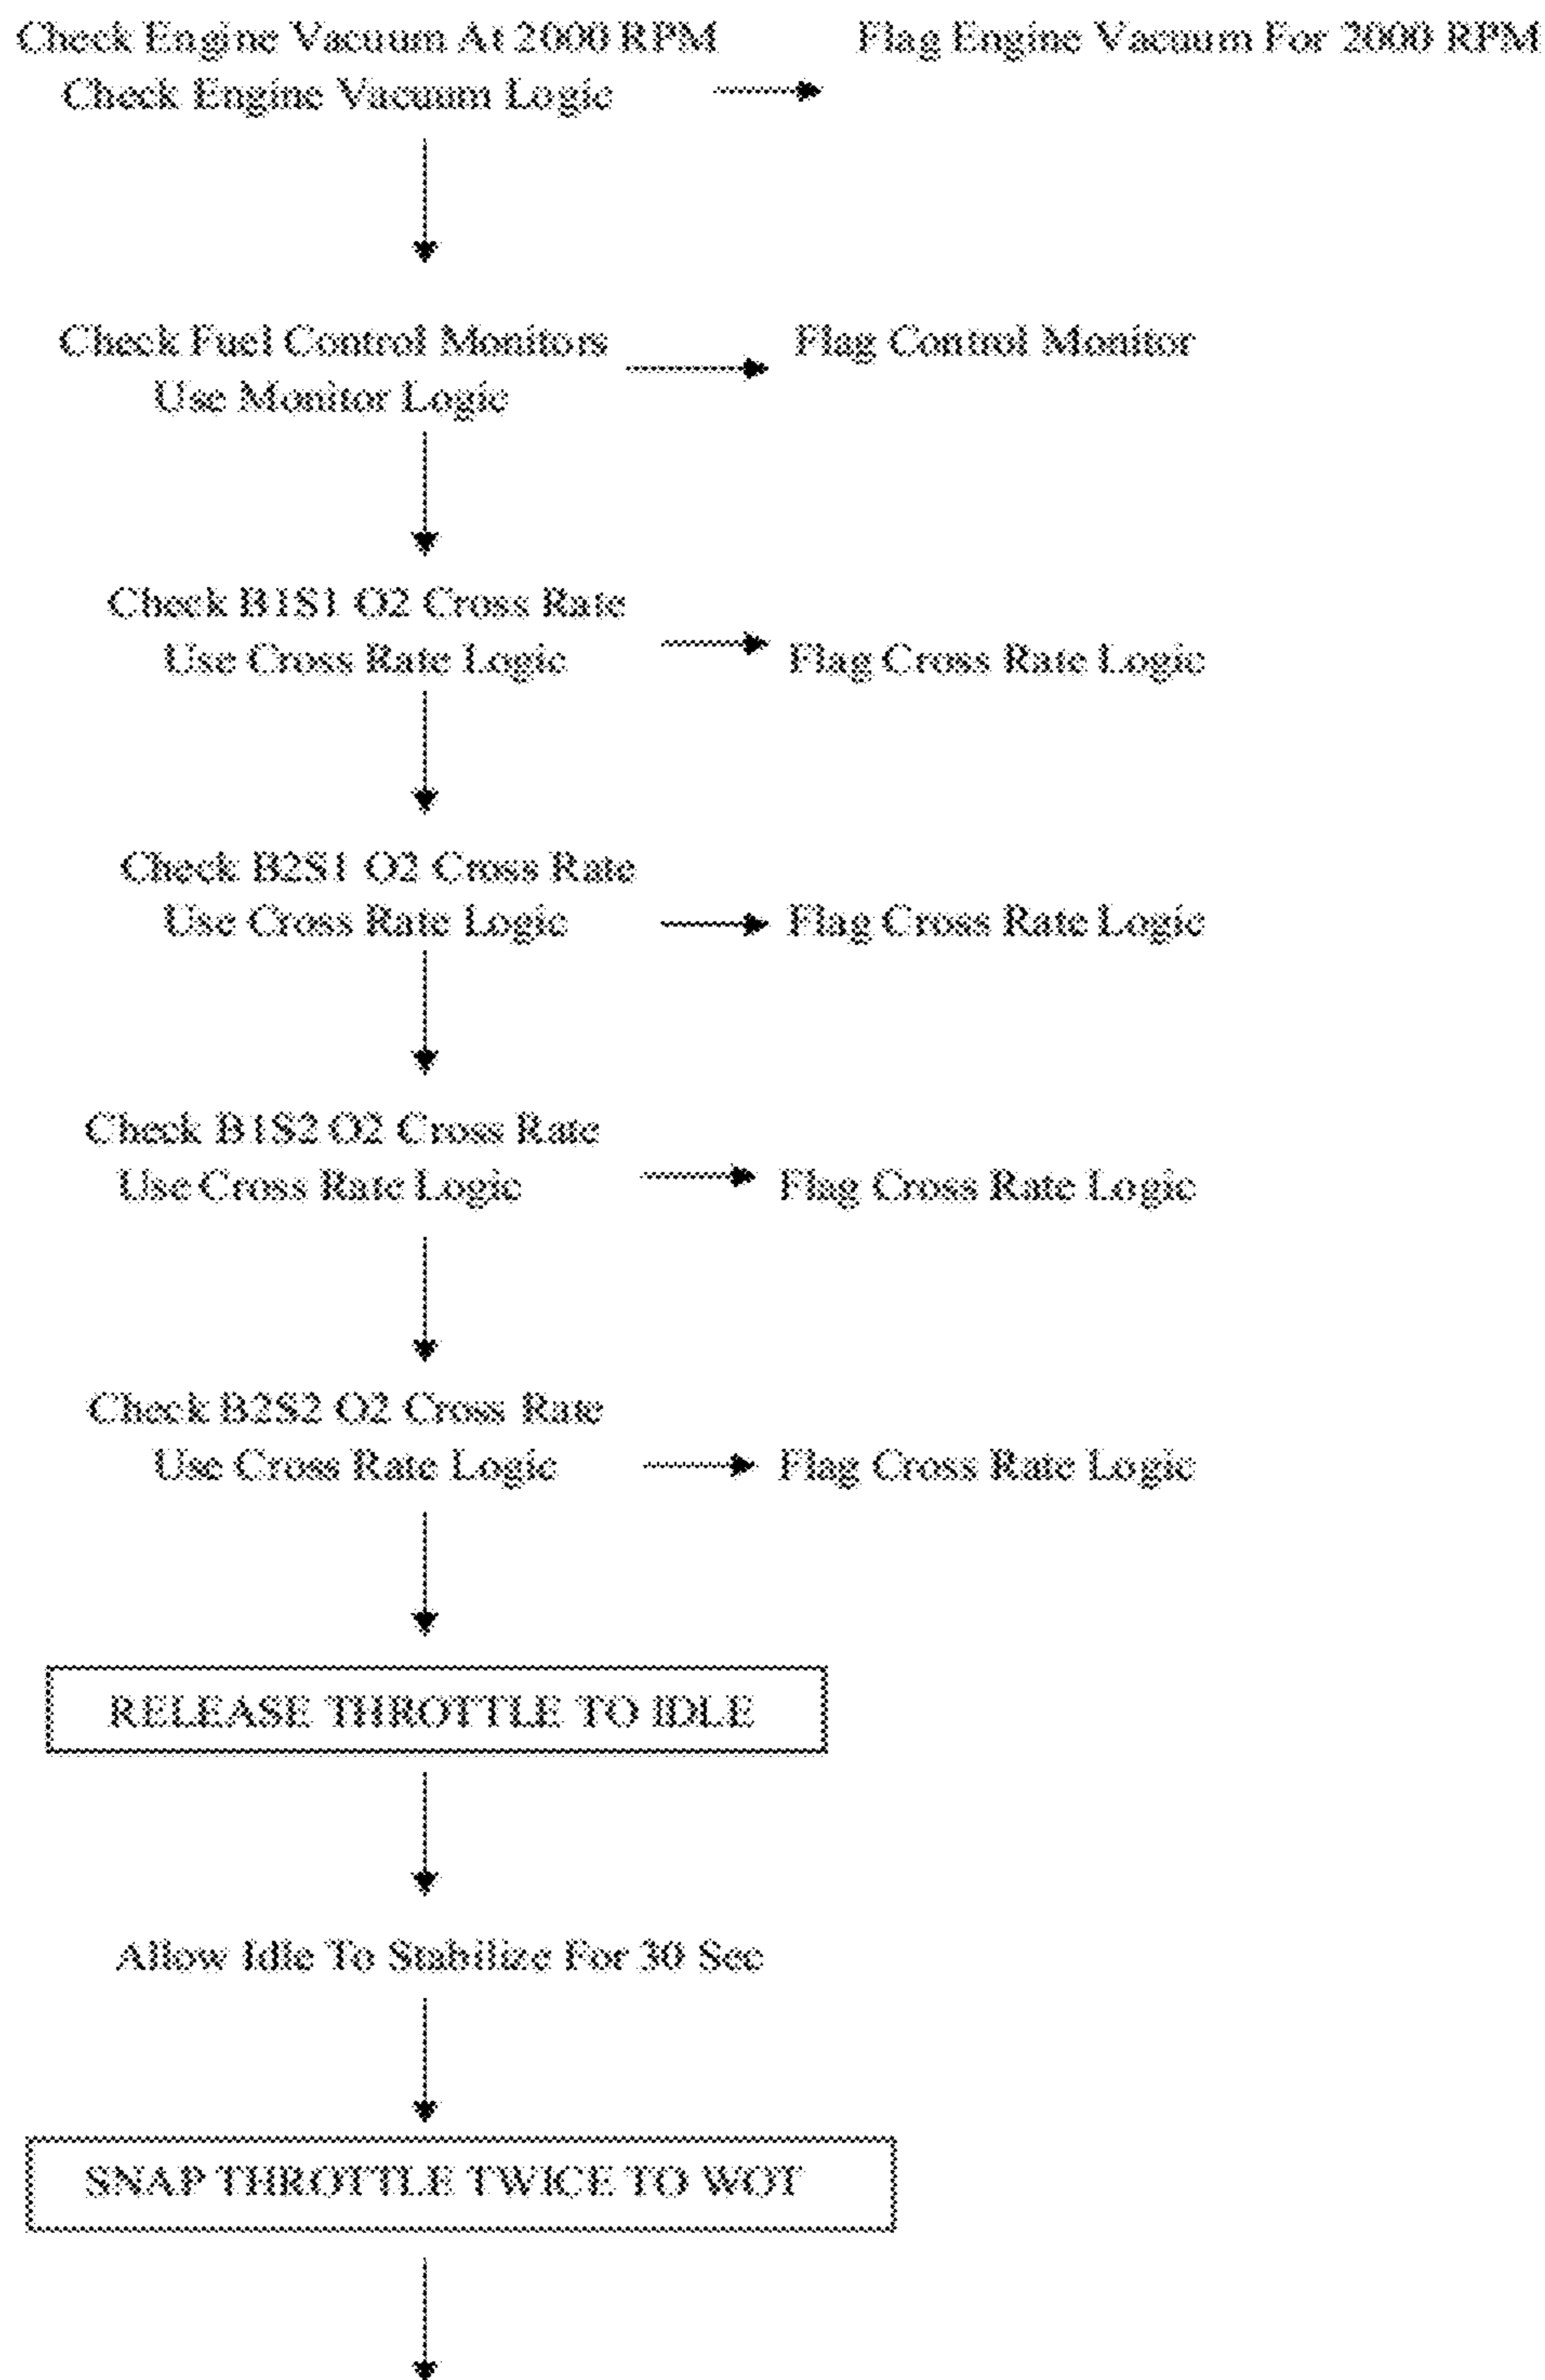 Check Engine Vacuum At 2000 RPM
Flag Engine Vacuum For 2000 RPM
Check Engine Vacuum Logic
Check Fuel Control Monitors
Flag Control Monitor
Use Monitor Logic
Check B1S1 O2 Cross Rate
Use Cross Rate Logic
Flag Cross Rate Logic
Check B2S1 O2 Cross Rate
Use Cross Rate Logic
Flag Cross Rate Logic
Check B1S2 O2 Cross Rate
Use Cross Rate Logic
Flag Cross Rate Logic
Check B2S2 O2 Cross Rate
Use Cross Rate Logic
Flag Cross Rate Logic
RELEASE THROTTLE TO IDLE
Allow Idle To Stabilize For 30 Sec
SNAP THROTTLE TWICE TO WOT